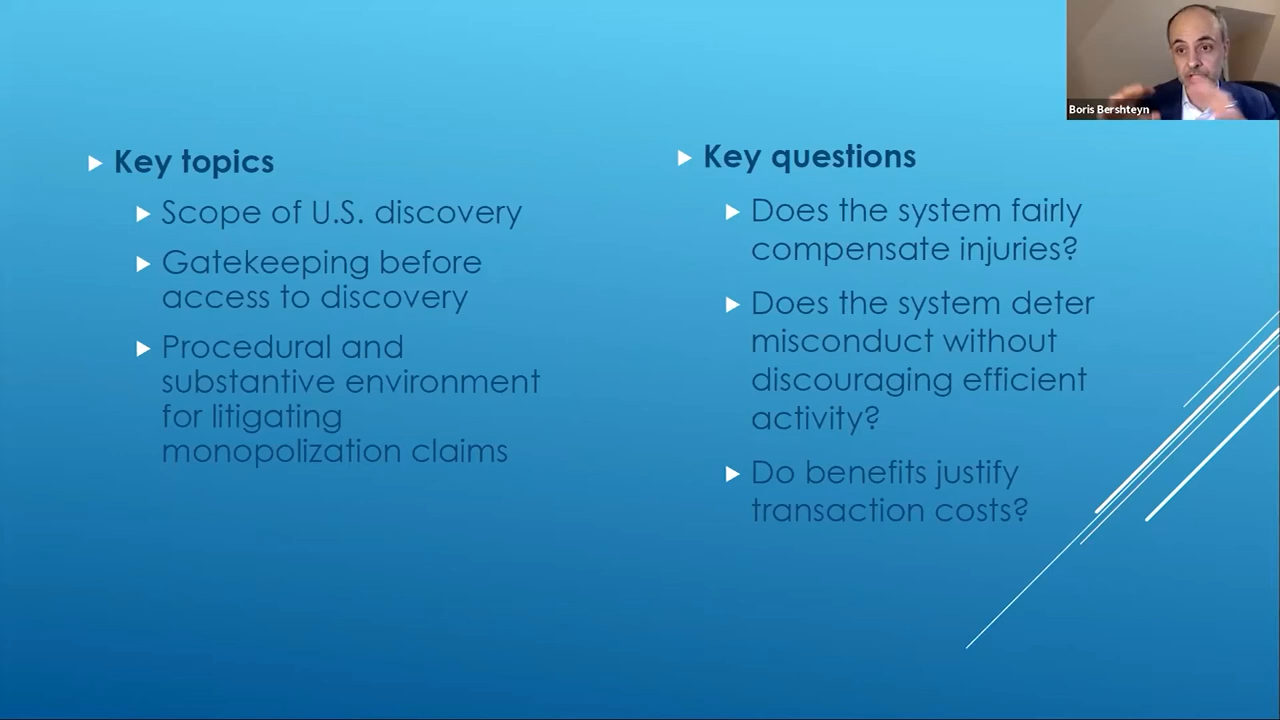 Key topics
Scope of U.S. discovery
Gatekeeping before
access to discovery
Procedural and
substantive environment
for litigating
monopolization claims
Key questions
Does the system fairly
compensate injuries?
Does the system deter
misconduct without
discouraging efficient
activity?
Do benefits justify
transaction costs?
Boris Bershteyn